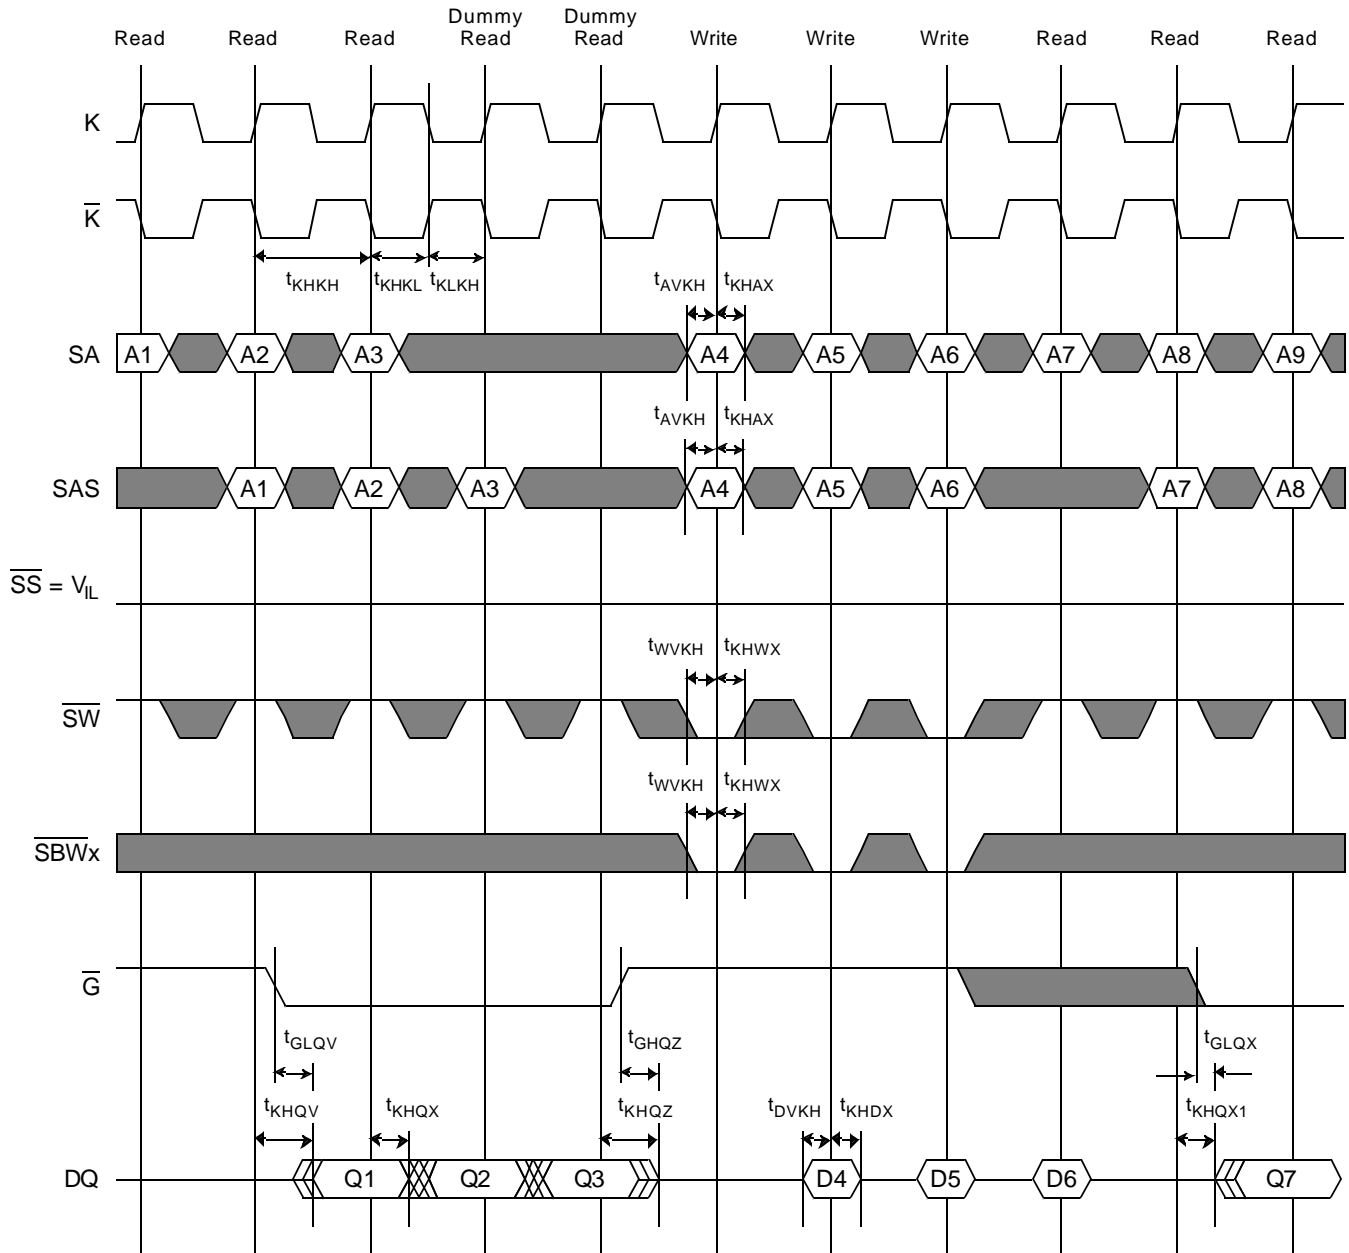 Dummy Dummy
Read Read Read Read Read Write Write Write Read Read Read
K
K̅
tKHKH tKHKL tKLKH tAVKH tKHAX
SA A1 A2 A3 A4 A5 A6 A7 A8 A9
tAVKH tKHAX
SAS A1 A2 A3 A4 A5 A6 A7 A8
S̅S̅ = VIL
tWVKH tKHWX
S̅W̅
tWVKH tKHWX
S̅B̅W̅x
G̅
tGLQV tGHQZ tGLQX
tKHQV tKHQX tKHQZ tDVKH tKHDX tKHQX1
DQ Q1 Q2 Q3 D4 D5 D6 Q7